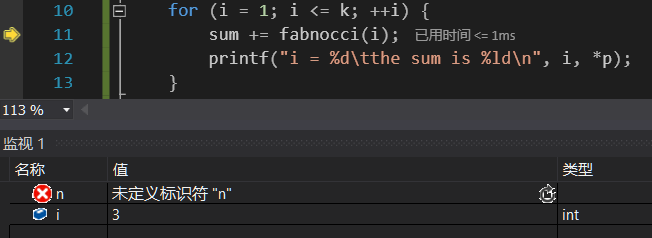 10 for (i = 1; i <= k; ++i) {
11 sum += fabnocci(i); 已用时间 <= 1ms
12 printf("i = %d\tthe sum is %ld\n", i, *p);
13 }
113 %
监视 1
名称 值 类型
n 未定义标识符 "n"
i 3 int